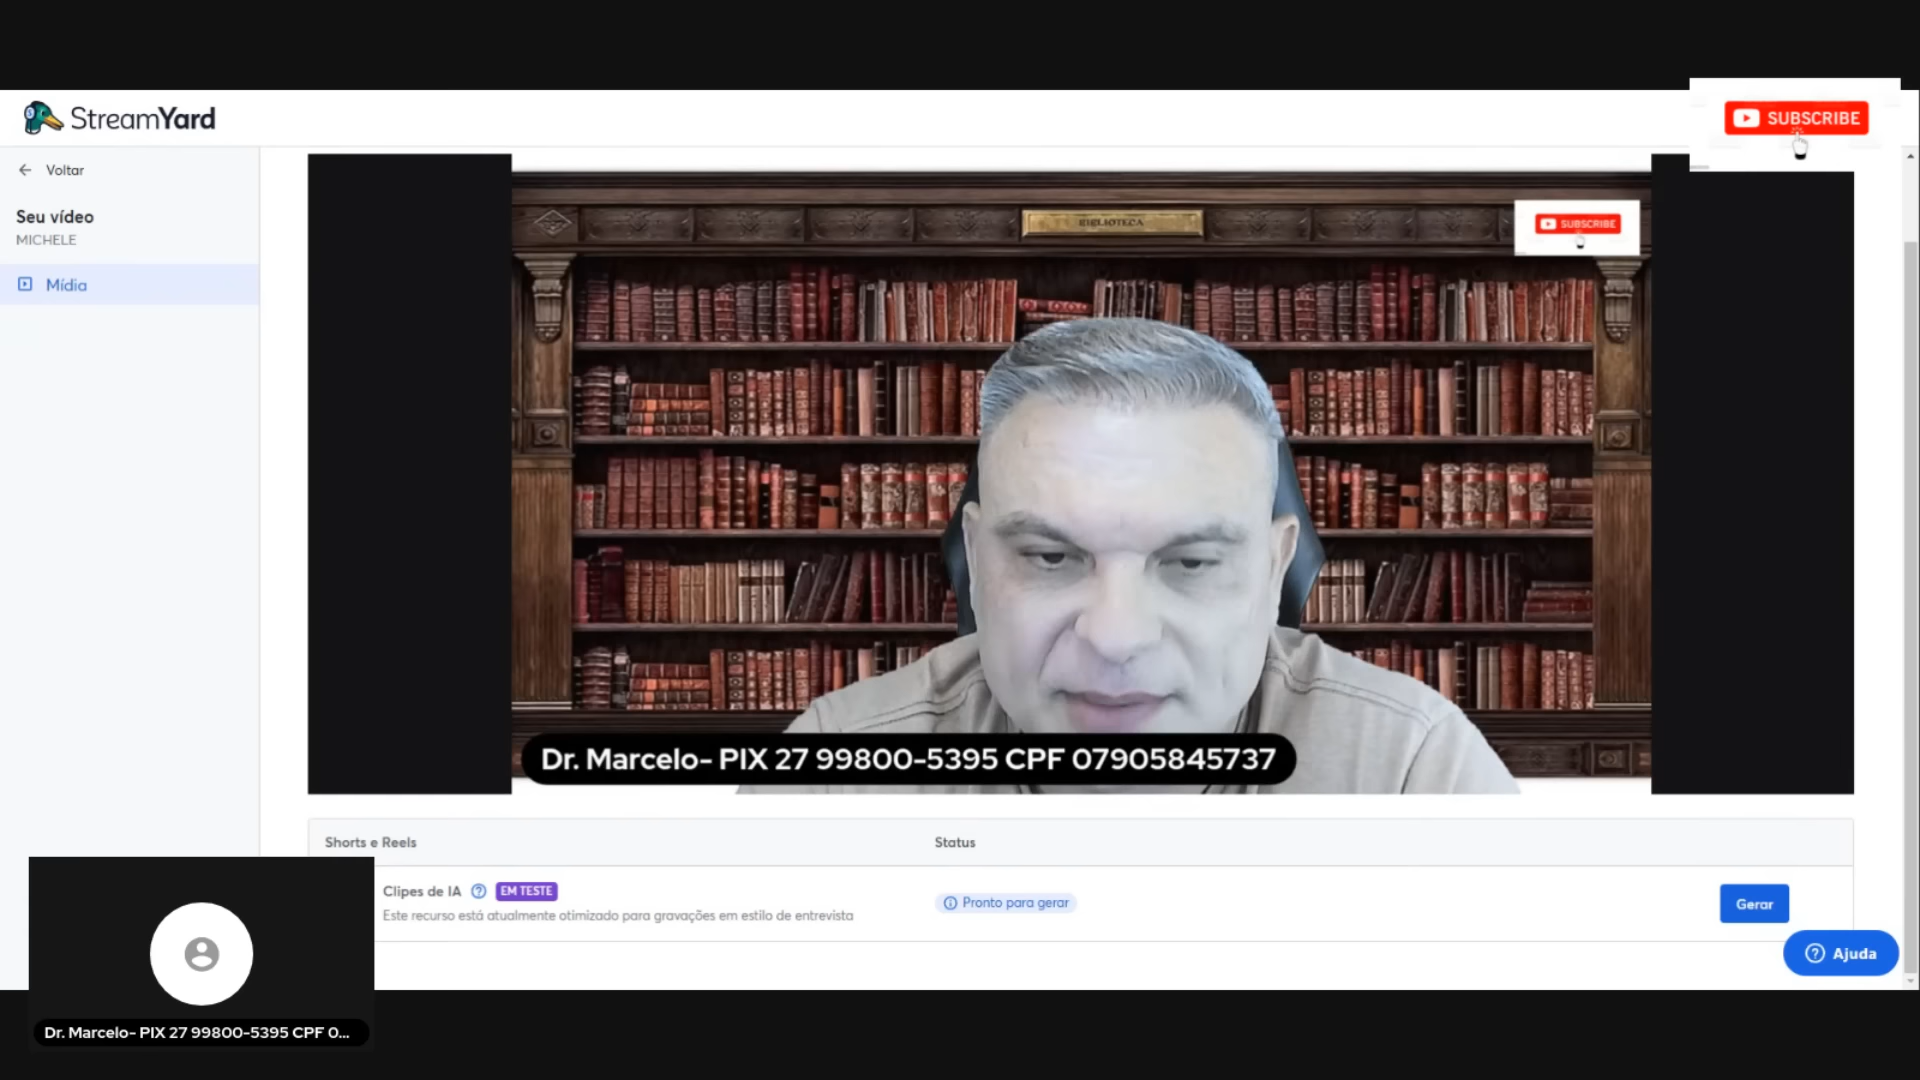 StreamYard
SUBSCRIBE
Voltar
Seu vídeo
MICHELE
Mídia
BIBLIOTECA
SUBSCRIBE
Dr. Marcelo- PIX 27 99800-5395 CPF 07905845737
Shorts e Reels
Status
Clipes de IA
EM TESTE
Este recurso está atualmente otimizado para gravações em estilo de entrevista
Pronto para gerar
Gerar
Ajuda
Dr. Marcelo- PIX 27 99800-5395 CPF 0...